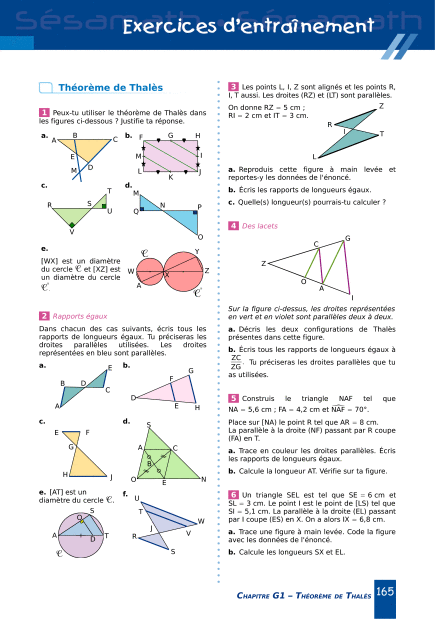 Sésamath - Sésamath
Exercices d'entraînement
Théorème de Thalès
1 Peux-tu utiliser le théorème de Thalès dans
les figures ci-dessous ? Justifie ta réponse.
a.
A
B
C
E
M
D
b.
F
G
H
M
I
L
K
J
c.
R
S
T
U
V
d.
M
N
P
Q
O
e.
[WX] est un diamètre
du cercle 𝒞 et [XZ] est
un diamètre du cercle
𝒞'.
𝒞
Y
W
X
Z
A
𝒞'
2 Rapports égaux
Dans chacun des cas suivants, écris tous les
rapports de longueurs égaux. Tu préciseras les
droites parallèles utilisées. Les droites
représentées en bleu sont parallèles.
a.
E
B
D
C
A
b.
G
F
D
E
H
c.
E
F
G
H
J
d.
S
A
C
B
O
E
N
e. [AT] est un
diamètre du cercle 𝒞.
S
O
A
D
T
𝒞
f.
U
T
W
J
V
R
S
3 Les points L, I, Z sont alignés et les points R,
I, T aussi. Les droites (RZ) et (LT) sont parallèles.
On donne RZ = 5 cm ;
RI = 2 cm et IT = 3 cm.
Z
R
I
T
L
a. Reproduis cette figure à main levée et
reportes-y les données de l'énoncé.
b. Écris les rapports de longueurs égaux.
c. Quelle(s) longueur(s) pourrais-tu calculer ?
4 Des lacets
G
C
Z
O
A
I
Sur la figure ci-dessus, les droites représentées
en vert et en violet sont parallèles deux à deux.
a. Décris les deux configurations de Thalès
présentes dans cette figure.
b. Écris tous les rapports de longueurs égaux à
ZC/ZG. Tu préciseras les droites parallèles que tu
as utilisées.
5 Construis le triangle NAF tel que
NA = 5,6 cm ; FA = 4,2 cm et NAF = 70°.
Place sur [NA) le point R tel que AR = 8 cm.
La parallèle à la droite (NF) passant par R coupe
(FA) en T.
a. Trace en couleur les droites parallèles. Écris
les rapports de longueurs égaux.
b. Calcule la longueur AT. Vérifie sur ta figure.
6 Un triangle SEL est tel que SE = 6 cm et
SL = 3 cm. Le point I est le point de [LS) tel que
SI = 5,1 cm. La parallèle à la droite (EL) passant
par I coupe (ES) en X. On a alors IX = 6,8 cm.
a. Trace une figure à main levée. Code la figure
avec les données de l'énoncé.
b. Calcule les longueurs SX et EL.
CHAPITRE G1 – THÉORÈME DE THALÈS
165